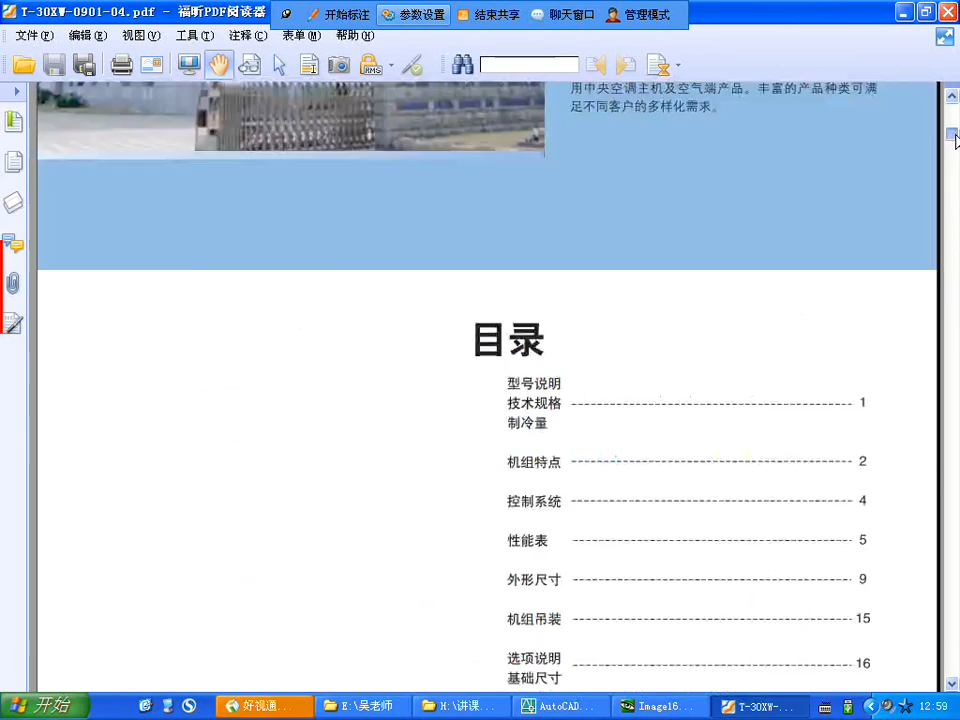 T-30XW-0901-04.pdf - 福昕PDF阅读器
开始标注
参数设置
结束共享
聊天窗口
管理模式
文件(F)
编辑(E)
视图(V)
工具(T)
注释(C)
表单(M)
帮助(H)
RMS
用中央空调主机及空气端产品。丰富的产品种类可满
足不同客户的多样化需求。
目录
型号说明
技术规格 1
制冷量
机组特点 2
控制系统 4
性能表 5
外形尺寸 9
机组吊装 15
选项说明 16
基础尺寸
开始
好视通...
E:\吴老师
H:\讲课...
AutoCAD...
Image16...
T-30XW-...
12:59